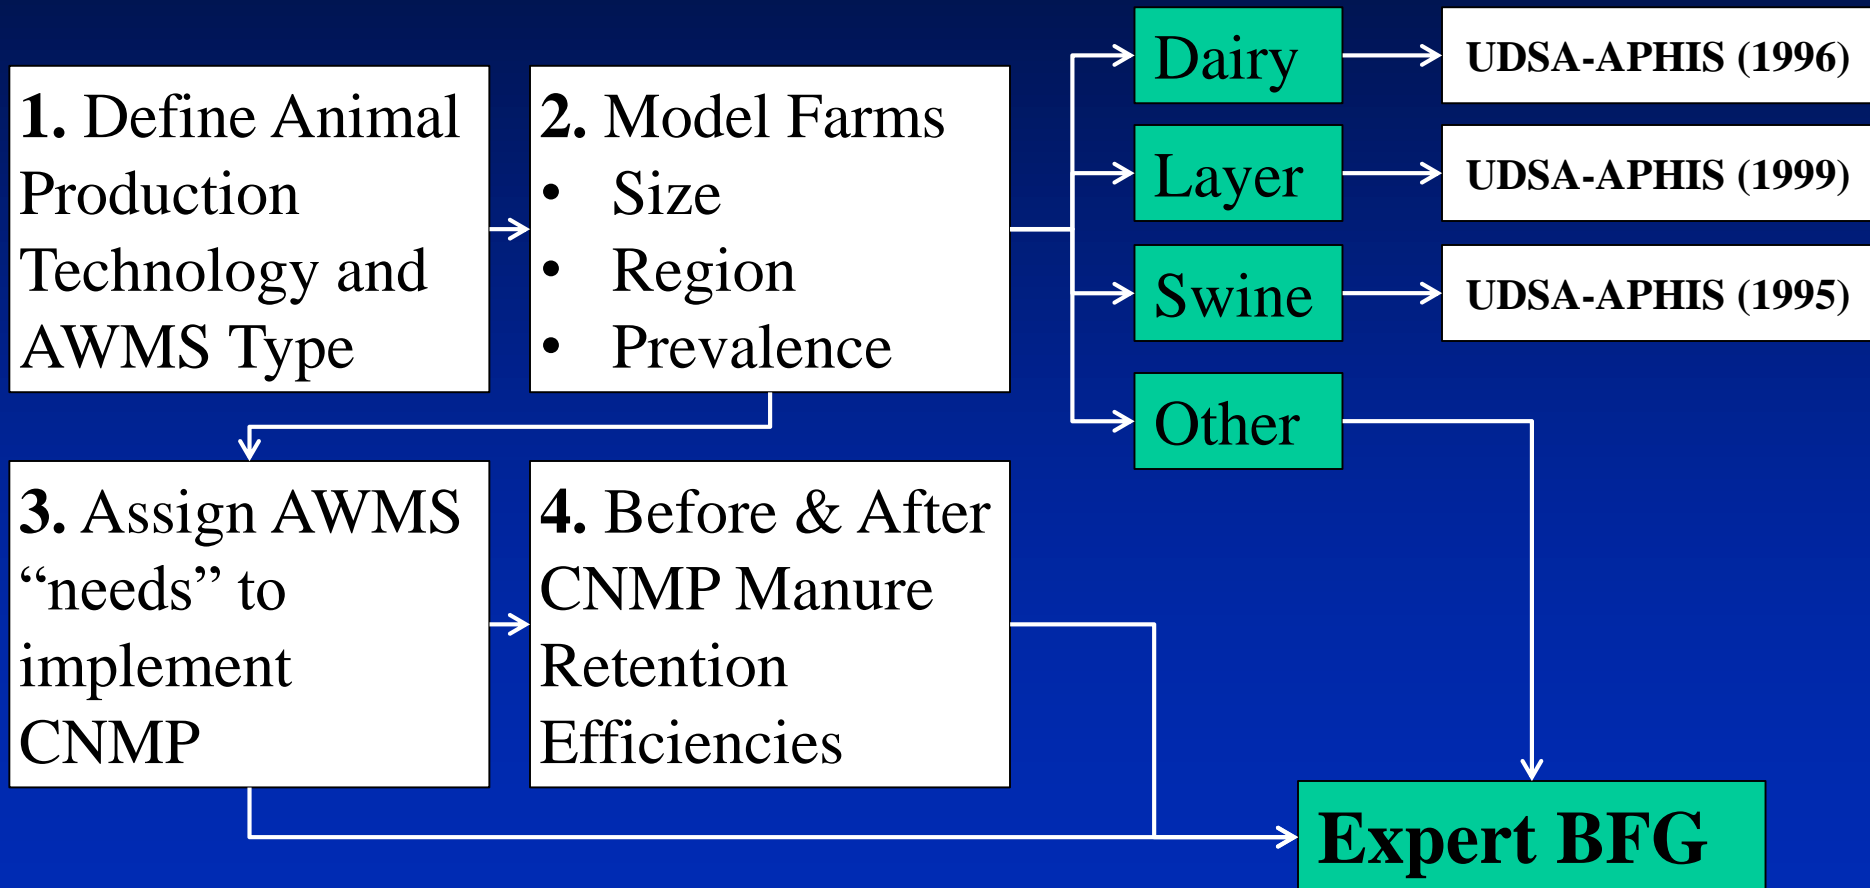 1. Define Animal
Production
Technology and
AWMS Type
2. Model Farms
• Size
• Region
• Prevalence
Dairy
UDSA-APHIS (1996)
Layer
UDSA-APHIS (1999)
Swine
UDSA-APHIS (1995)
Other
3. Assign AWMS
“needs” to
implement
CNMP
4. Before & After
CNMP Manure
Retention
Efficiencies
Expert BFG